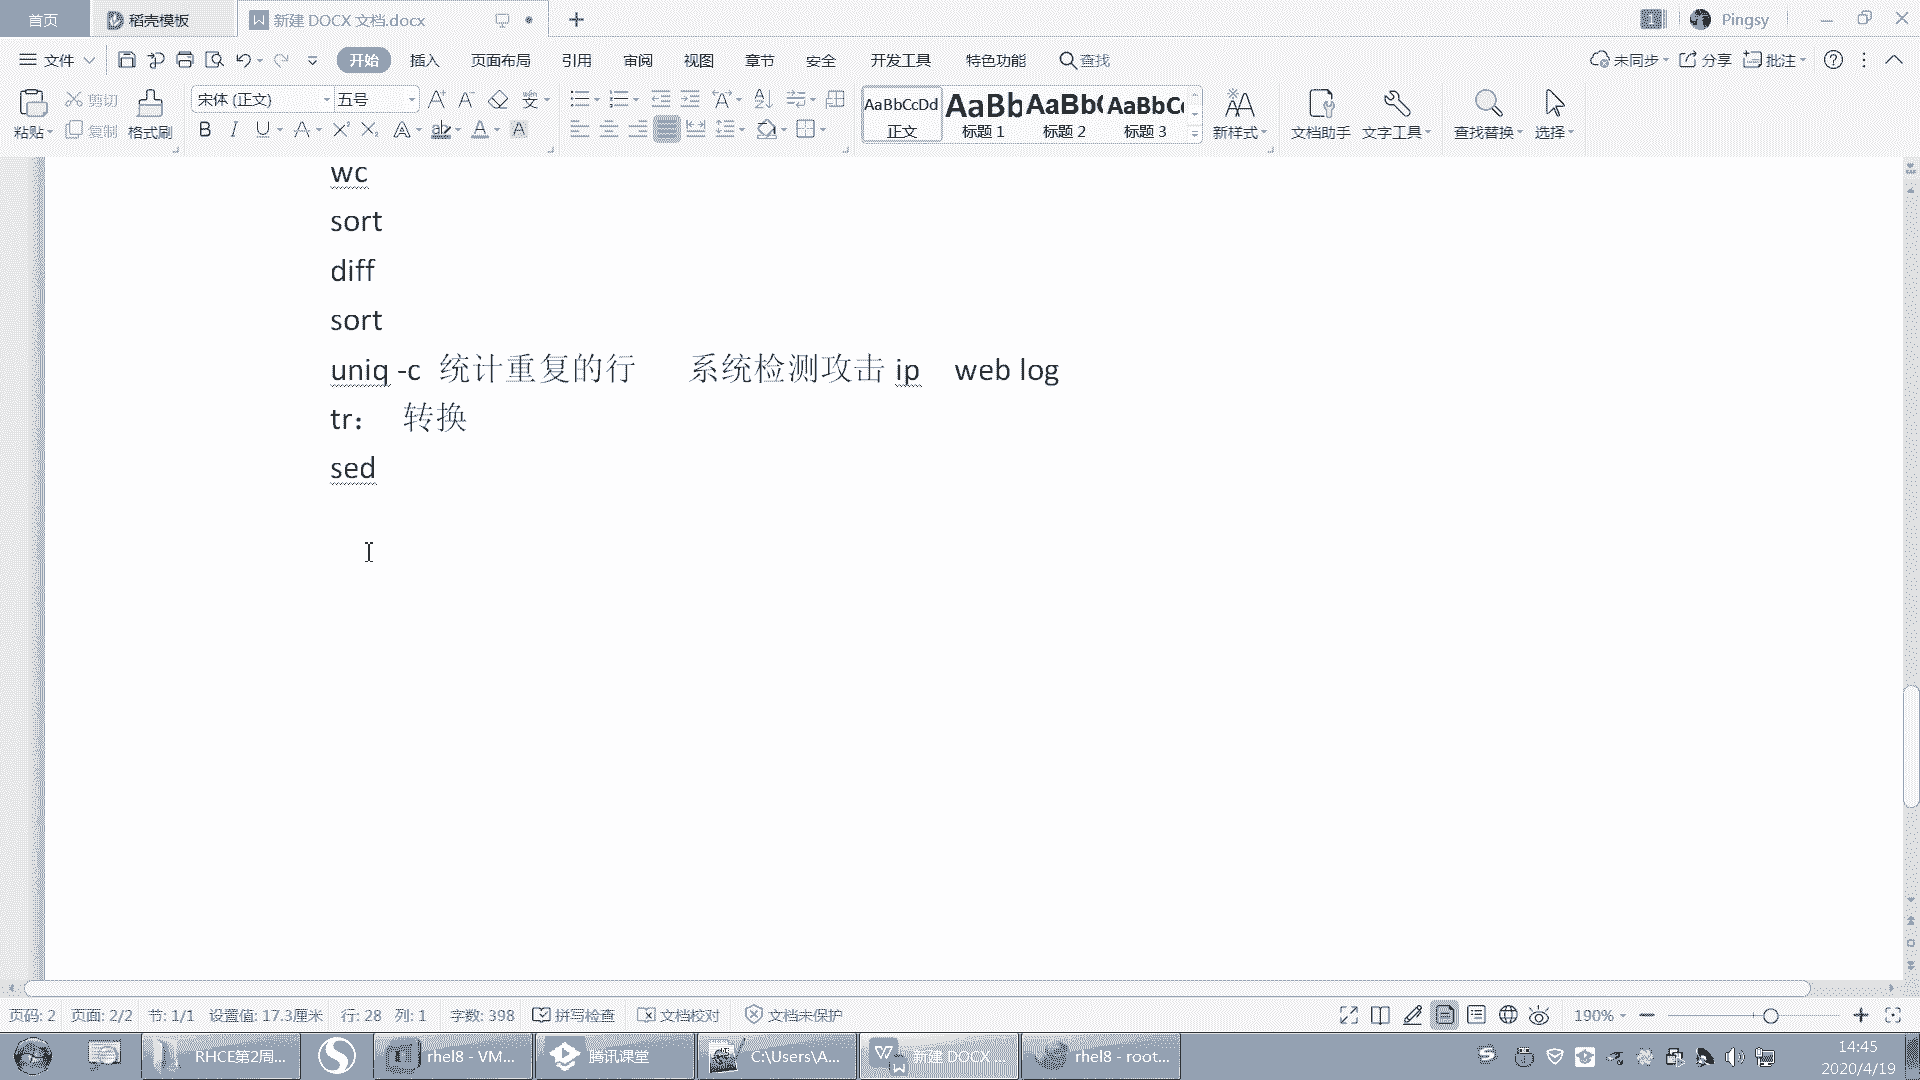 首页 稻壳模板 新建 DOCX 文档.docx Pingsy
文件 开始 插入 页面布局 引用 审阅 视图 章节 安全 开发工具 特色功能 查找 未同步 分享 批注
粘贴 剪切 复制 格式刷 宋体 (正文) 五号
AaBbCcDd AaBb AaBb( AaBbC
正文 标题 1 标题 2 标题 3 新样式 文档助手 文字工具 查找替换 选择
wc
sort
diff
sort
uniq -c 统计重复的行 系统检测攻击 ip web log
tr： 转换
sed
页码: 2 页面: 2/2 节: 1/1 设置值: 17.3厘米 行: 28 列: 1 字数: 398 拼写检查 文档校对 文档未保护 190%
RHCE第2周... rhel8 - VM... 腾讯课堂 C:\Users\A... 新建 DOCX ... rhel8 - root...
14:45
2020/4/19